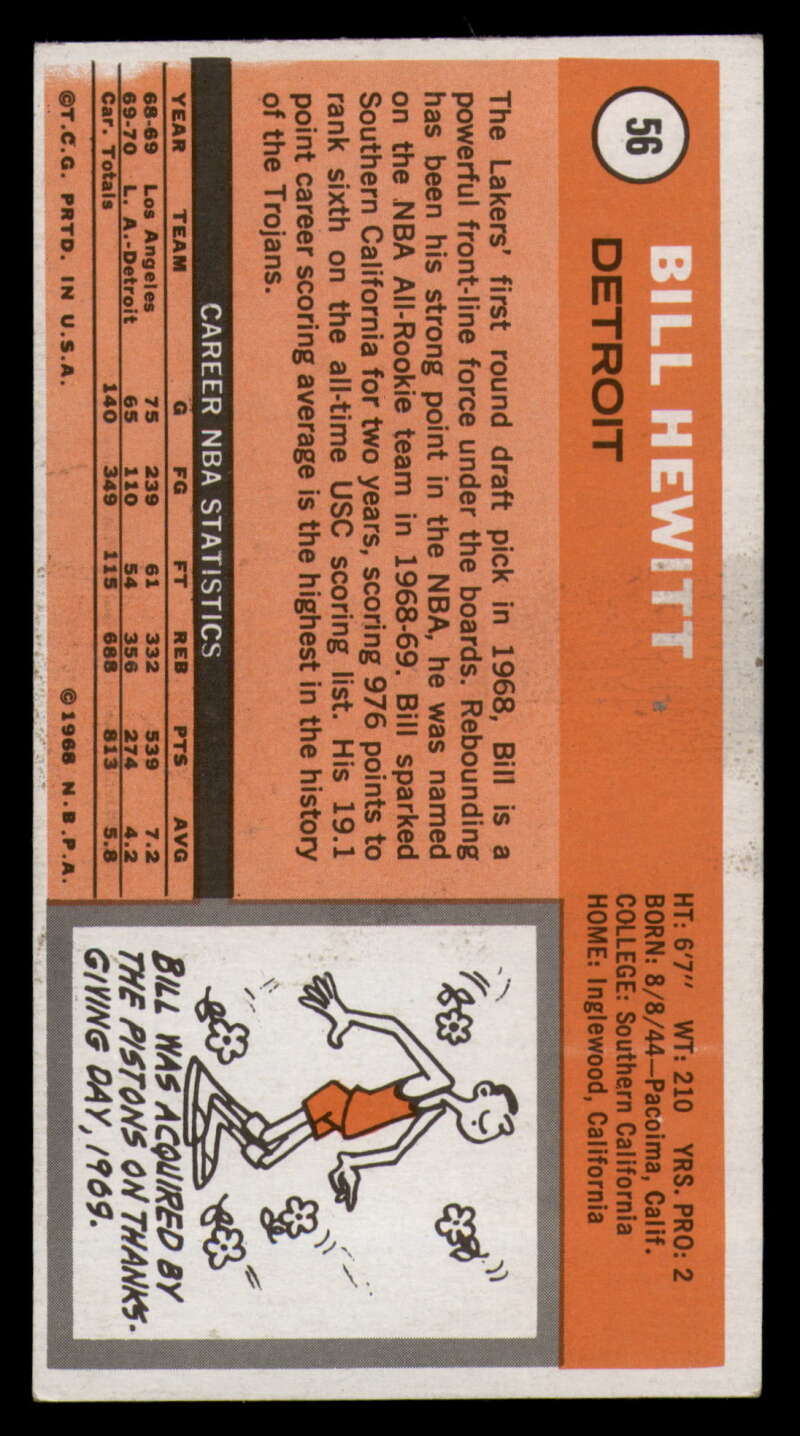 56
BILL HEWITT
DETROIT
HT: 6'7" WT: 210 YRS. PRO: 2
BORN: 8/8/44—Pacoima, Calif.
COLLEGE: Southern California
HOME: Inglewood, California
The Lakers' first round draft pick in 1968, Bill is a
powerful front-line force under the boards. Rebounding
has been his strong point in the NBA, he was named
on the NBA All-Rookie team in 1968-69. Bill sparked
Southern California for two years, scoring 976 points to
rank sixth on the all-time USC scoring list. His 19.1
point career scoring average is the highest in the history
of the Trojans.
CAREER NBA STATISTICS
YEAR TEAM G FG FT REB PTS AVG
68-69 Los Angeles 75 239 61 332 539 7.2
69-70 L. A.-Detroit 65 110 54 356 274 4.2
Car. Totals 140 349 115 688 813 5.8
©T.C.G. PRTD. IN U.S.A. ©1968 N.B.P.A.
BILL WAS ACQUIRED BY
THE PISTONS ON THANKS-
GIVING DAY, 1969.